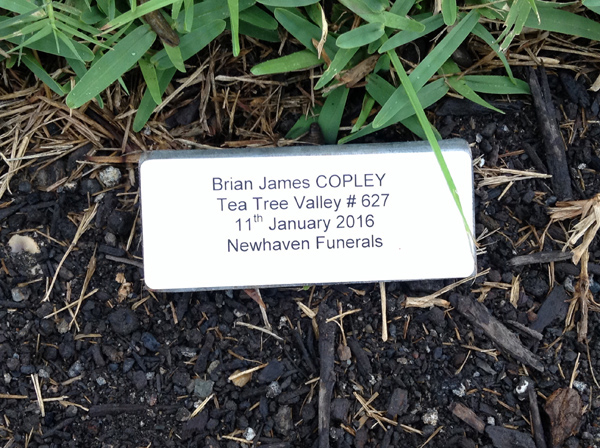 Brian James COPLEY
Tea Tree Valley # 627
11th January 2016
Newhaven Funerals